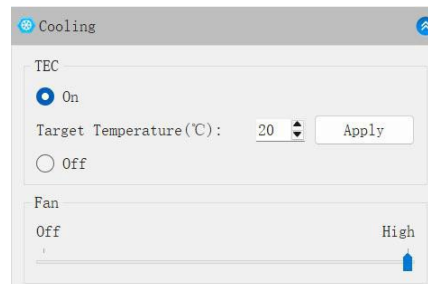 Cooling
TEC
On
Target Temperature(℃): 20 Apply
Off
Fan
Off High